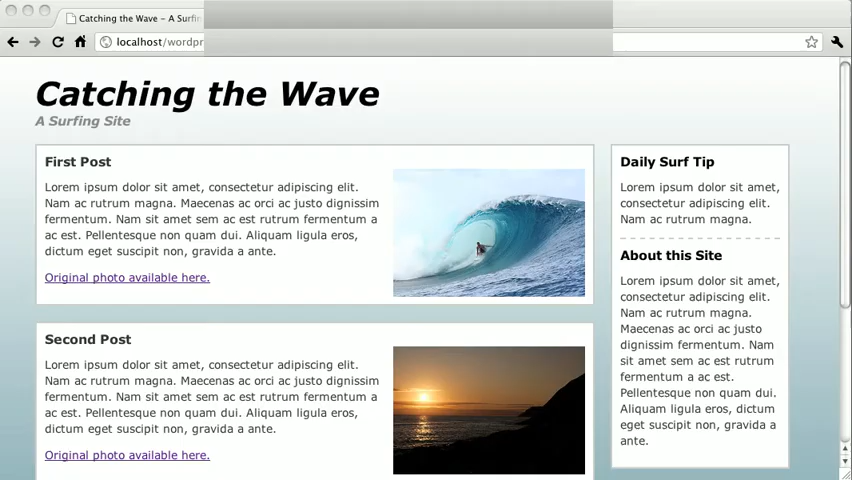 Catching the Wave – A Surfin
localhost/wordpr
Catching the Wave
A Surfing Site
First Post
Lorem ipsum dolor sit amet, consectetur adipiscing elit.
Nam ac rutrum magna. Maecenas ac orci ac justo dignissim
fermentum. Nam sit amet sem ac est rutrum fermentum a
ac est. Pellentesque non quam dui. Aliquam ligula eros,
dictum eget suscipit non, gravida a ante.
Original photo available here.
Second Post
Lorem ipsum dolor sit amet, consectetur adipiscing elit.
Nam ac rutrum magna. Maecenas ac orci ac justo dignissim
fermentum. Nam sit amet sem ac est rutrum fermentum a
ac est. Pellentesque non quam dui. Aliquam ligula eros,
dictum eget suscipit non, gravida a ante.
Original photo available here.
Daily Surf Tip
Lorem ipsum dolor sit amet,
consectetur adipiscing elit.
Nam ac rutrum magna.
About this Site
Lorem ipsum dolor sit amet,
consectetur adipiscing elit.
Nam ac rutrum magna.
Maecenas ac orci ac justo
dignissim fermentum. Nam
sit amet sem ac est rutrum
fermentum a ac est.
Pellentesque non quam dui.
Aliquam ligula eros, dictum
eget suscipit non, gravida a
ante.